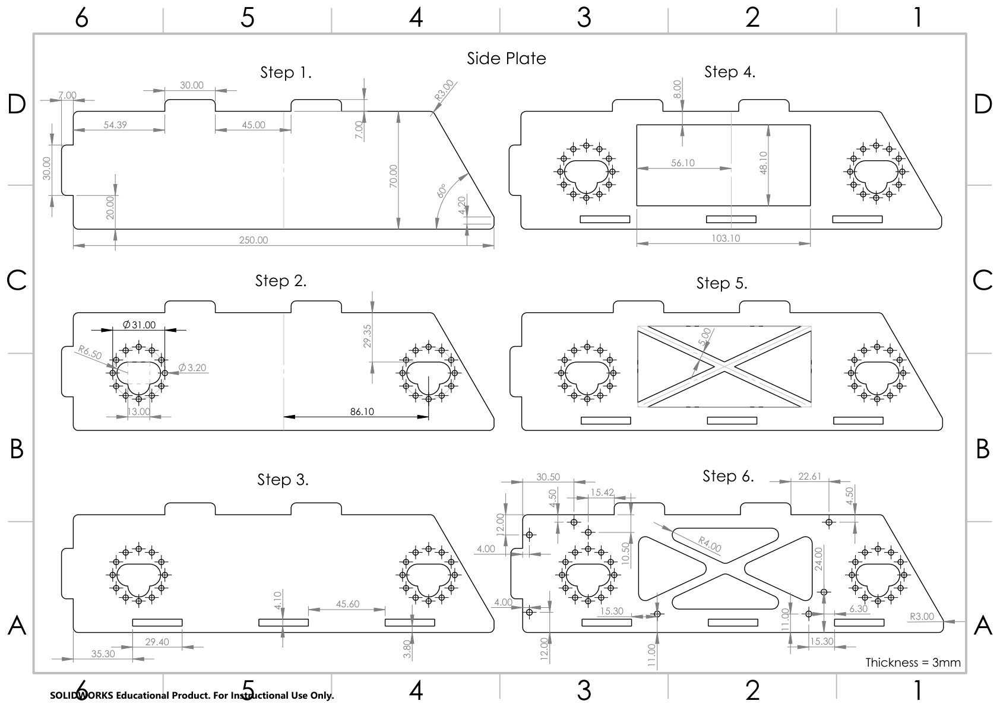 6 5 4 3 2 1
Side Plate
D
C
B
A
Step 1.
7.00
30.00
R3.00
54.39
45.00
7.00
30.00
20.00
70.00
60°
4.20
250.00
Step 4.
8.00
56.10
48.10
103.10
D
C
B
A
Step 2.
Ø31.00
R6.50
Ø3.20
13.00
29.35
86.10
Step 5.
5.00
Step 3.
4.10
45.60
29.40
35.30
3.80
Step 6.
30.50
22.61
4.50
15.42
4.50
12.00
4.00
10.50
R4.00
24.00
4.00
15.30
11.00
6.30
R3.00
12.00
11.00
15.30
Thickness = 3mm
6 5 4 3 2 1
SOLIDWORKS Educational Product. For Instructional Use Only.